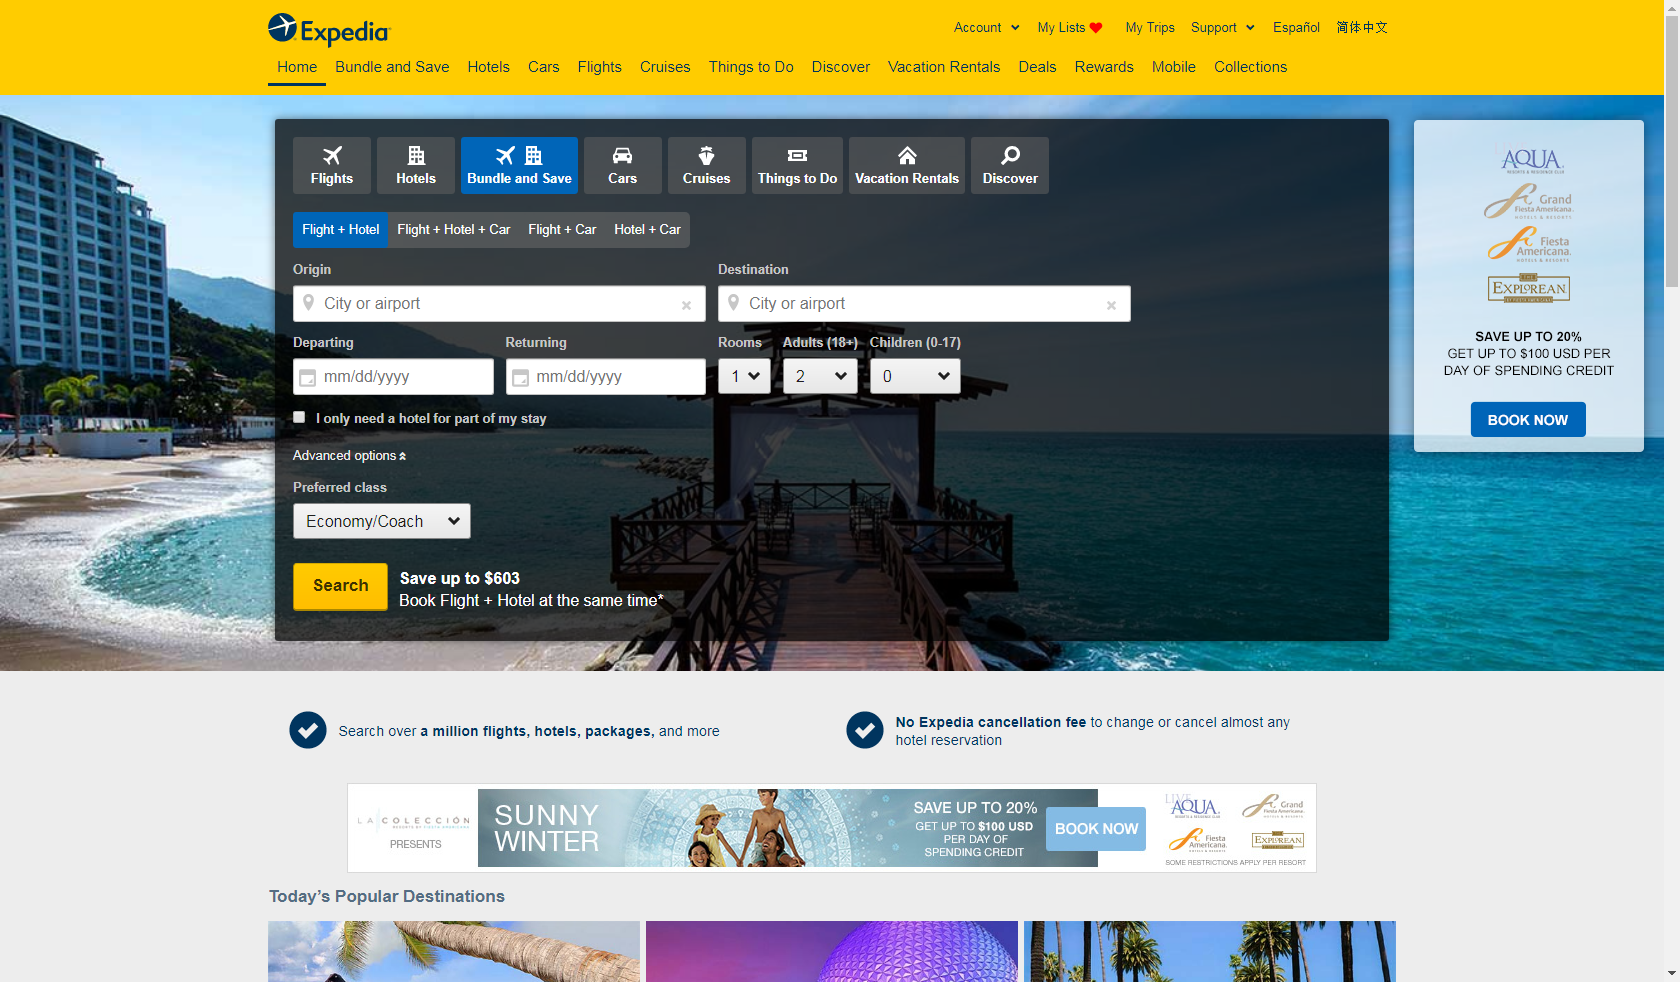 Expedia
Account
My Lists
My Trips
Support
Español
简体中文
Home
Bundle and Save
Hotels
Cars
Flights
Cruises
Things to Do
Discover
Vacation Rentals
Deals
Rewards
Mobile
Collections
Flights
Hotels
Bundle and Save
Cars
Cruises
Things to Do
Vacation Rentals
Discover
Flight + Hotel
Flight + Hotel + Car
Flight + Car
Hotel + Car
Origin
Destination
City or airport
City or airport
Departing
Returning
Rooms
Adults (18+)
Children (0-17)
mm/dd/yyyy
mm/dd/yyyy
1
2
0
I only need a hotel for part of my stay
Advanced options
Preferred class
Economy/Coach
Search
Save up to $603
Book Flight + Hotel at the same time*
AQUA
Grand
Fiesta Americana.
HOTELS & RESORTS
Fiesta
Americana.
HOTELS & RESORTS
THE
EXPLOREAN
SAVE UP TO 20%
GET UP TO $100 USD PER
DAY OF SPENDING CREDIT
BOOK NOW
Search over a million flights, hotels, packages, and more
No Expedia cancellation fee to change or cancel almost any
hotel reservation
LA COLECCIÓN
RESORTS BY FIESTA AMERICANA
PRESENTS
SUNNY
WINTER
SAVE UP TO 20%
GET UP TO $100 USD
PER DAY OF
SPENDING CREDIT
BOOK NOW
LIVE
AQUA
Grand
Fiesta Americana.
Fiesta
Americana.
EXPLOREAN
SOME RESTRICTIONS APPLY PER RESORT
Today's Popular Destinations